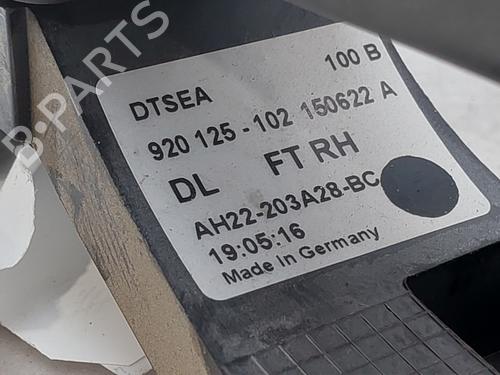 B-PARTS
DTSEA 100 B
920 125 - 102 150622 A
DL FT RH
AH22-203A28-BC
19:05:16
Made in Germany